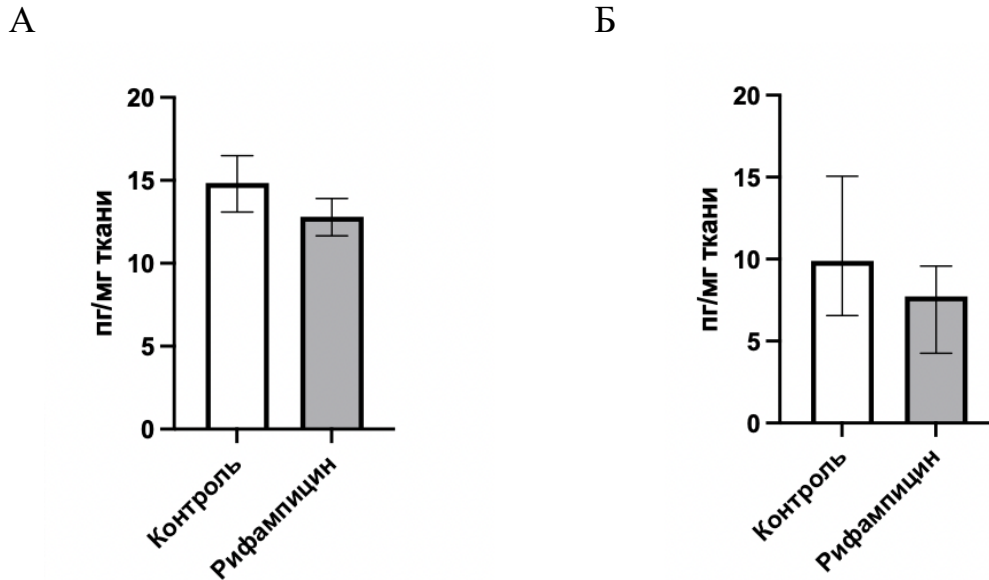 А
Б
20
15
10
5
0
пг/мг ткани
Контроль
Рифампицин
20
15
10
5
0
пг/мг ткани
Контроль
Рифампицин